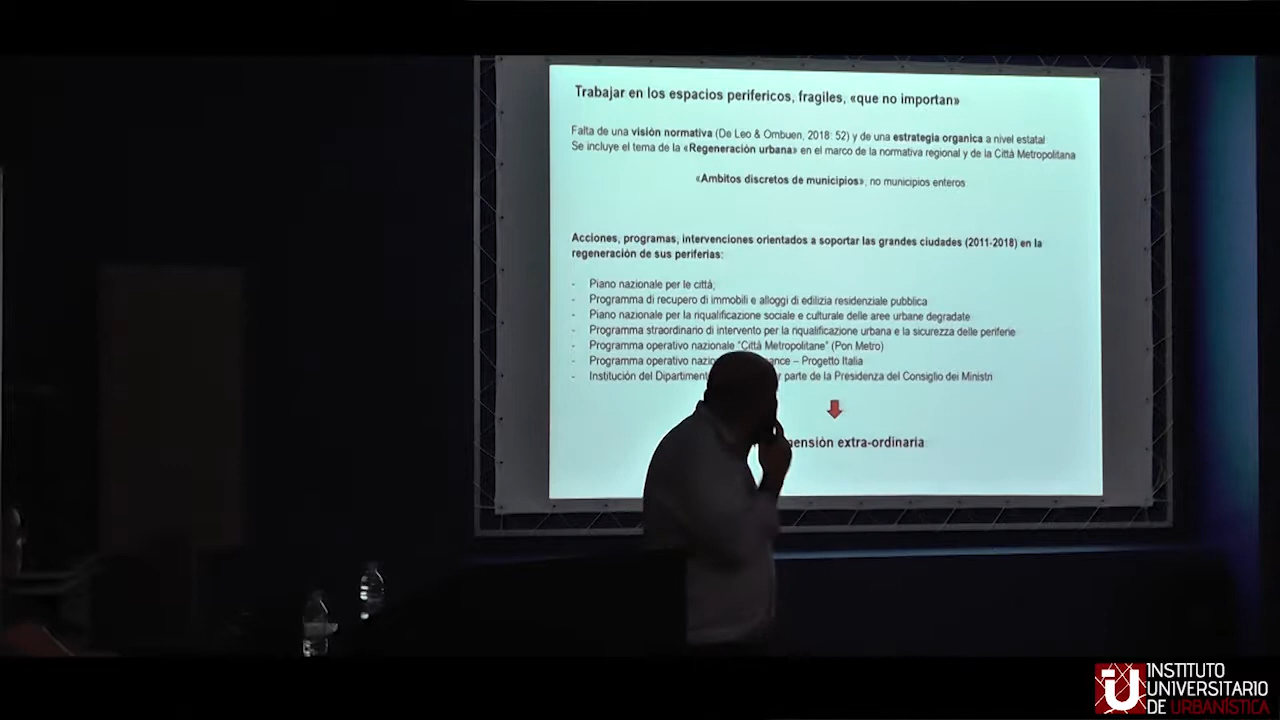 Trabajar en los espacios perifericos, fragiles, «que no importan»
Falta de una visión normativa (De Leo & Ombuen, 2018: 52) y de una estrategia organica a nivel estatal
Se incluye el tema de la «Regeneración urbana» en el marco de la normativa regional y de la Città Metropolitana
«Ambitos discretos de municipios», no municipios enteros
Acciones, programas, intervenciones orientados a soportar las grandes ciudades (2011-2018) en la
regeneración de sus periferias:
- Piano nazionale per le città;
- Programma di recupero di immobili e alloggi di edilizia residenziale pubblica
- Piano nazionale per la riqualificazione sociale e culturale delle aree urbane degradate
- Programma straordinario di intervento per la riqualificazione urbana e la sicurezza delle periferie
- Programma operativo nazionale "Città Metropolitane" (Pon Metro)
- Programma operativo – Progetto Italia
- Institución del parte de la Presidenza del Consiglio dei Ministri
extra-ordinaria
INSTITUTO
UNIVERSITARIO
DE URBANÍSTICA